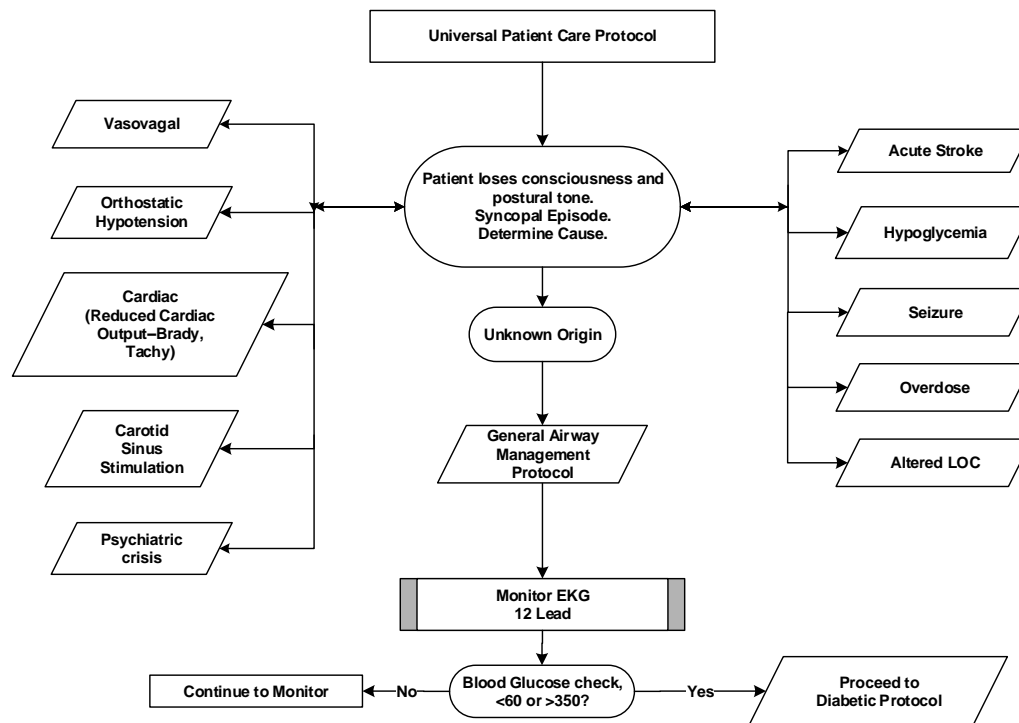 Universal Patient Care Protocol
Vasovagal
Orthostatic
Hypotension
Cardiac
(Reduced Cardiac
Output--Brady,
Tachy)
Carotid
Sinus
Stimulation
Psychiatric
crisis
Patient loses consciousness and
postural tone.
Syncopal Episode.
Determine Cause.
Acute Stroke
Hypoglycemia
Seizure
Overdose
Altered LOC
Unknown Origin
General Airway
Management
Protocol
Monitor EKG
12 Lead
Blood Glucose check,
<60 or >350?
No
Continue to Monitor
Yes
Proceed to
Diabetic Protocol